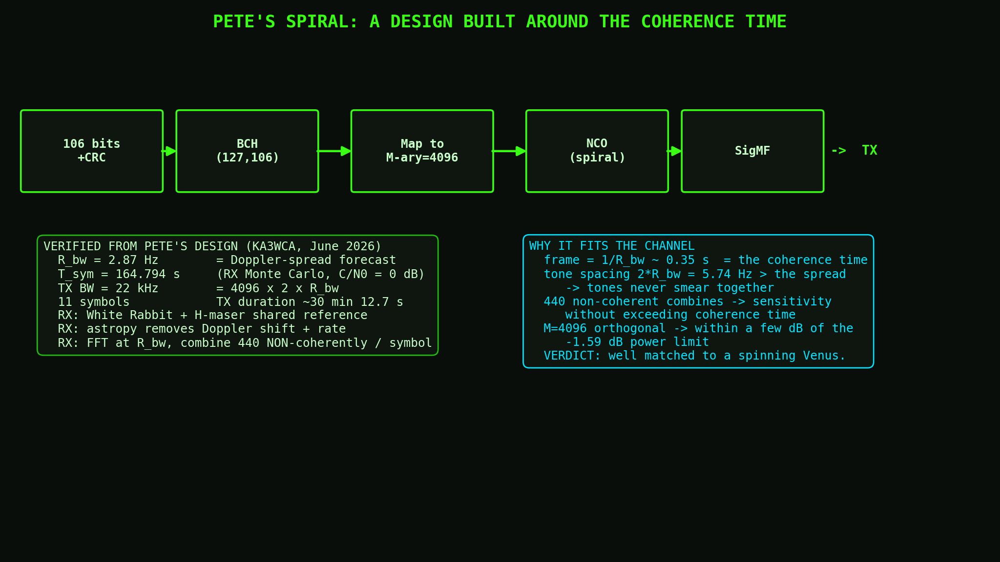 PETE'S SPIRAL: A DESIGN BUILT AROUND THE COHERENCE TIME
106 bits
+CRC
BCH
(127,106)
Map to
M-ary=4096
NCO
(spiral)
SigMF
-> TX
VERIFIED FROM PETE'S DESIGN (KA3WCA, June 2026)
R_bw = 2.87 Hz = Doppler-spread forecast
T_sym = 164.794 s (RX Monte Carlo, C/N0 = 0 dB)
TX BW = 22 kHz = 4096 x 2 x R_bw
11 symbols TX duration ~30 min 12.7 s
RX: White Rabbit + H-maser shared reference
RX: astropy removes Doppler shift + rate
RX: FFT at R_bw, combine 440 NON-coherently / symbol
WHY IT FITS THE CHANNEL
frame = 1/R_bw ~ 0.35 s = the coherence time
tone spacing 2*R_bw = 5.74 Hz > the spread
-> tones never smear together
440 non-coherent combines -> sensitivity
without exceeding coherence time
M=4096 orthogonal -> within a few dB of the
-1.59 dB power limit
VERDICT: well matched to a spinning Venus.